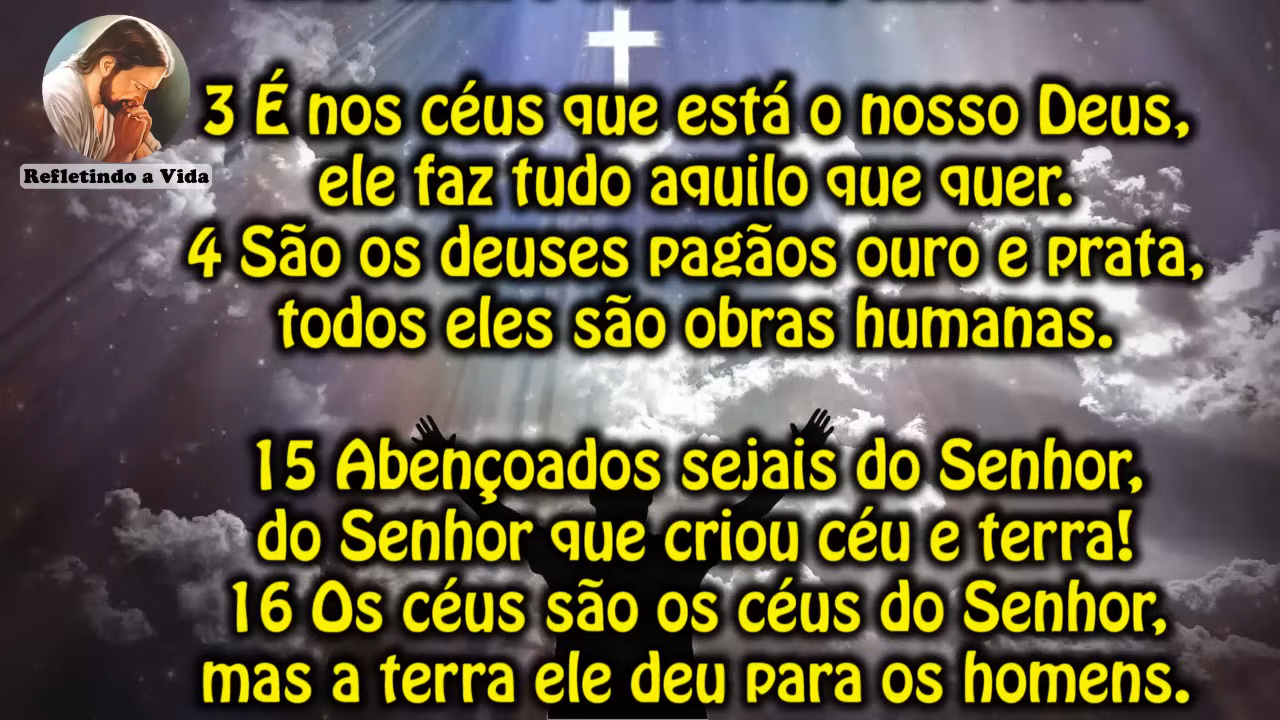 Refletindo a Vida
3 É nos céus que está o nosso Deus,
ele faz tudo aquilo que quer.
4 São os deuses pagãos ouro e prata,
todos eles são obras humanas.
15 Abençoados sejais do Senhor,
do Senhor que criou céu e terra!
16 Os céus são os céus do Senhor,
mas a terra ele deu para os homens.